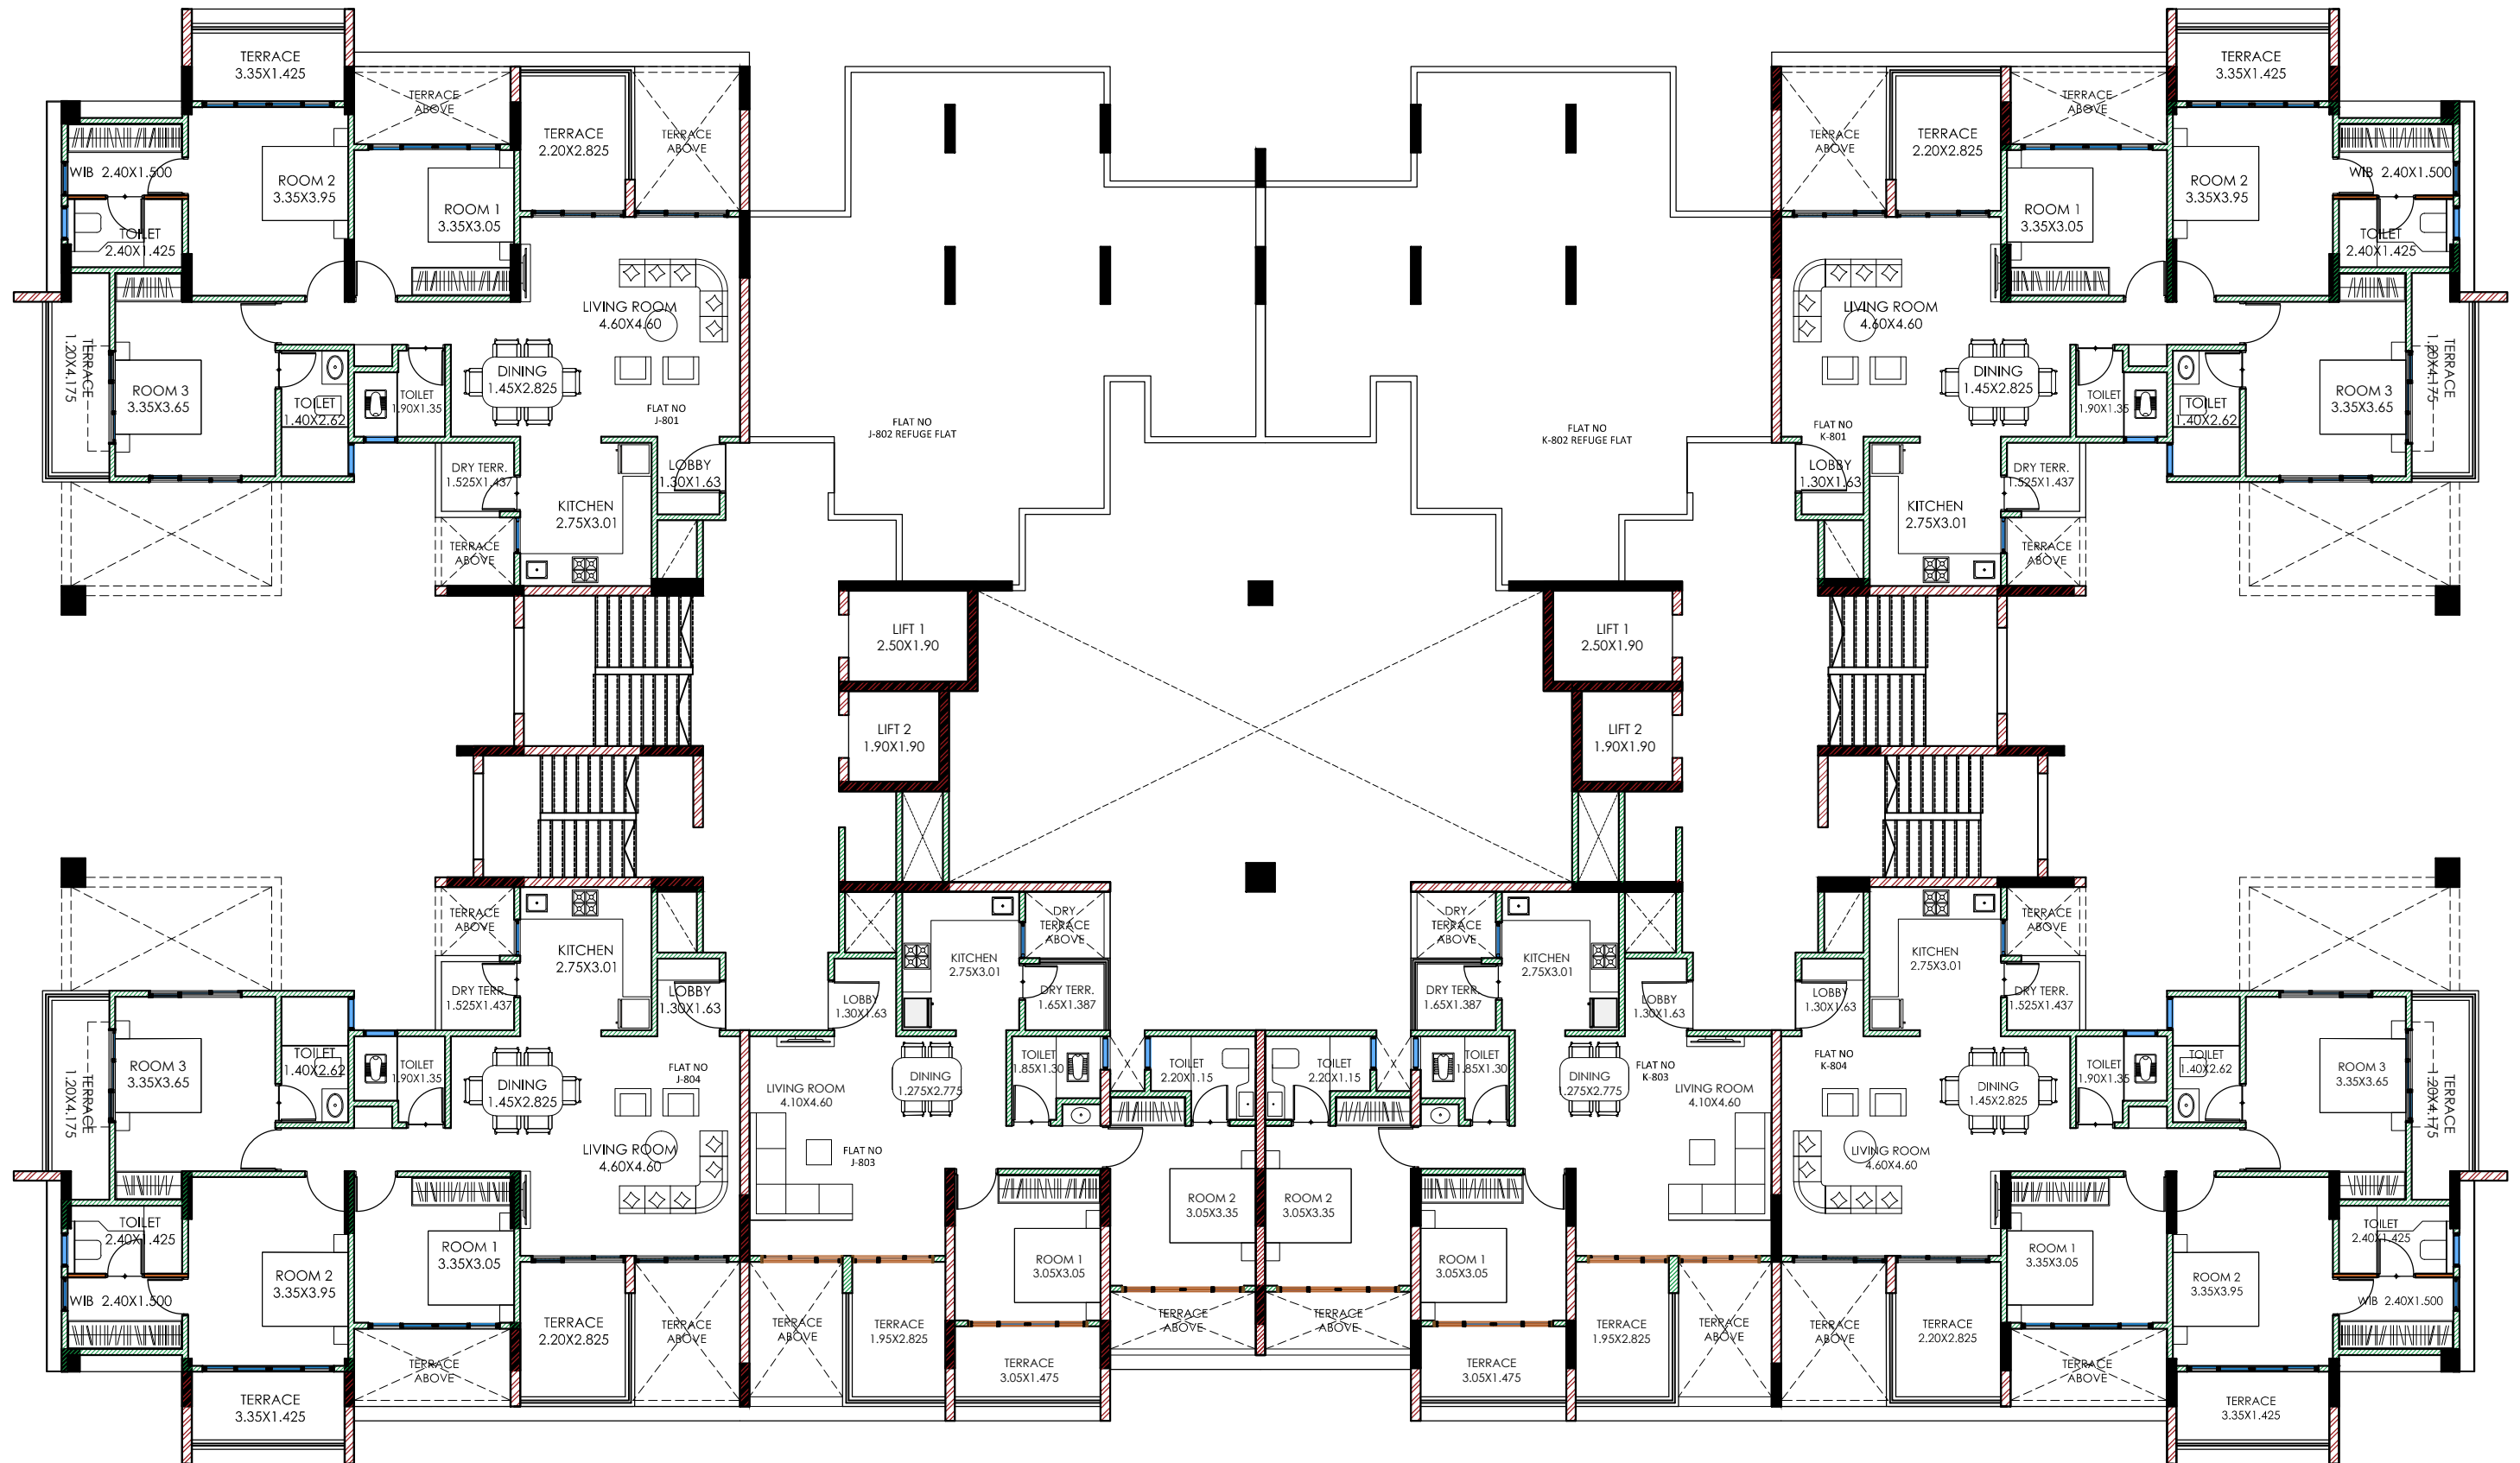 TERRACE
3.35X1.425
TERRACE
ABOVE
TERRACE
2.20X2.825
TERRACE
ABOVE
WIB 2.40X1.500
ROOM 2
3.35X3.95
ROOM 1
3.35X3.05
TOILET
2.40X1.425
LIVING ROOM
4.60X4.60
TERRACE
1.20X4.175
ROOM 3
3.35X3.65
TOILET
1.40X2.62
TOILET
1.90X1.35
DINING
1.45X2.825
FLAT NO
J-801
LOBBY
1.30X1.63
DRY TERR.
1.525X1.437
KITCHEN
2.75X3.01
TERRACE
ABOVE
FLAT NO
J-802 REFUGE FLAT
FLAT NO
K-802 REFUGE FLAT
TERRACE
ABOVE
TERRACE
2.20X2.825
TERRACE
ABOVE
TERRACE
3.35X1.425
ROOM 1
3.35X3.05
ROOM 2
3.35X3.95
WIB 2.40X1.500
TOILET
2.40X1.425
LIVING ROOM
4.60X4.60
DINING
1.45X2.825
TOILET
1.90X1.35
TOILET
1.40X2.62
ROOM 3
3.35X3.65
TERRACE
1.20X4.175
FLAT NO
K-801
LOBBY
1.30X1.63
KITCHEN
2.75X3.01
DRY TERR.
1.525X1.437
TERRACE
ABOVE
LIFT 1
2.50X1.90
LIFT 2
1.90X1.90
LIFT 1
2.50X1.90
LIFT 2
1.90X1.90
TERRACE
ABOVE
KITCHEN
2.75X3.01
DRY TERR.
1.525X1.437
LOBBY
1.30X1.63
ROOM 3
3.35X3.65
TERRACE
1.20X4.175
TOILET
1.40X2.62
TOILET
1.90X1.35
DINING
1.45X2.825
FLAT NO
J-804
LIVING ROOM
4.60X4.60
TOILET
2.40X1.425
WIB 2.40X1.500
ROOM 2
3.35X3.95
ROOM 1
3.35X3.05
TERRACE
2.20X2.825
TERRACE
ABOVE
TERRACE
ABOVE
TERRACE
3.35X1.425
LOBBY
1.30X1.63
KITCHEN
2.75X3.01
DRY
TERRACE
ABOVE
DRY TERR.
1.65X1.387
LIVING ROOM
4.10X4.60
DINING
1.275X2.775
TOILET
1.85X1.30
TOILET
2.20X1.15
FLAT NO
J-803
ROOM 2
3.05X3.35
ROOM 1
3.05X3.05
TERRACE
ABOVE
TERRACE
1.95X2.825
TERRACE
3.05X1.475
TERRACE
ABOVE
DRY
TERRACE
ABOVE
KITCHEN
2.75X3.01
DRY TERR.
1.65X1.387
LOBBY
1.30X1.63
TOILET
2.20X1.15
TOILET
1.85X1.30
DINING
1.275X2.775
FLAT NO
K-803
LIVING ROOM
4.10X4.60
ROOM 2
3.05X3.35
ROOM 1
3.05X3.05
TERRACE
ABOVE
TERRACE
3.05X1.475
TERRACE
1.95X2.825
TERRACE
ABOVE
KITCHEN
2.75X3.01
TERRACE
ABOVE
LOBBY
1.30X1.63
DRY TERR.
1.525X1.437
FLAT NO
K-804
DINING
1.45X2.825
TOILET
1.90X1.35
TOILET
1.40X2.62
ROOM 3
3.35X3.65
TERRACE
1.20X4.175
LIVING ROOM
4.60X4.60
ROOM 1
3.35X3.05
ROOM 2
3.35X3.95
TOILET
2.40X1.425
WIB 2.40X1.500
TERRACE
ABOVE
TERRACE
2.20X2.825
TERRACE
ABOVE
TERRACE
3.35X1.425